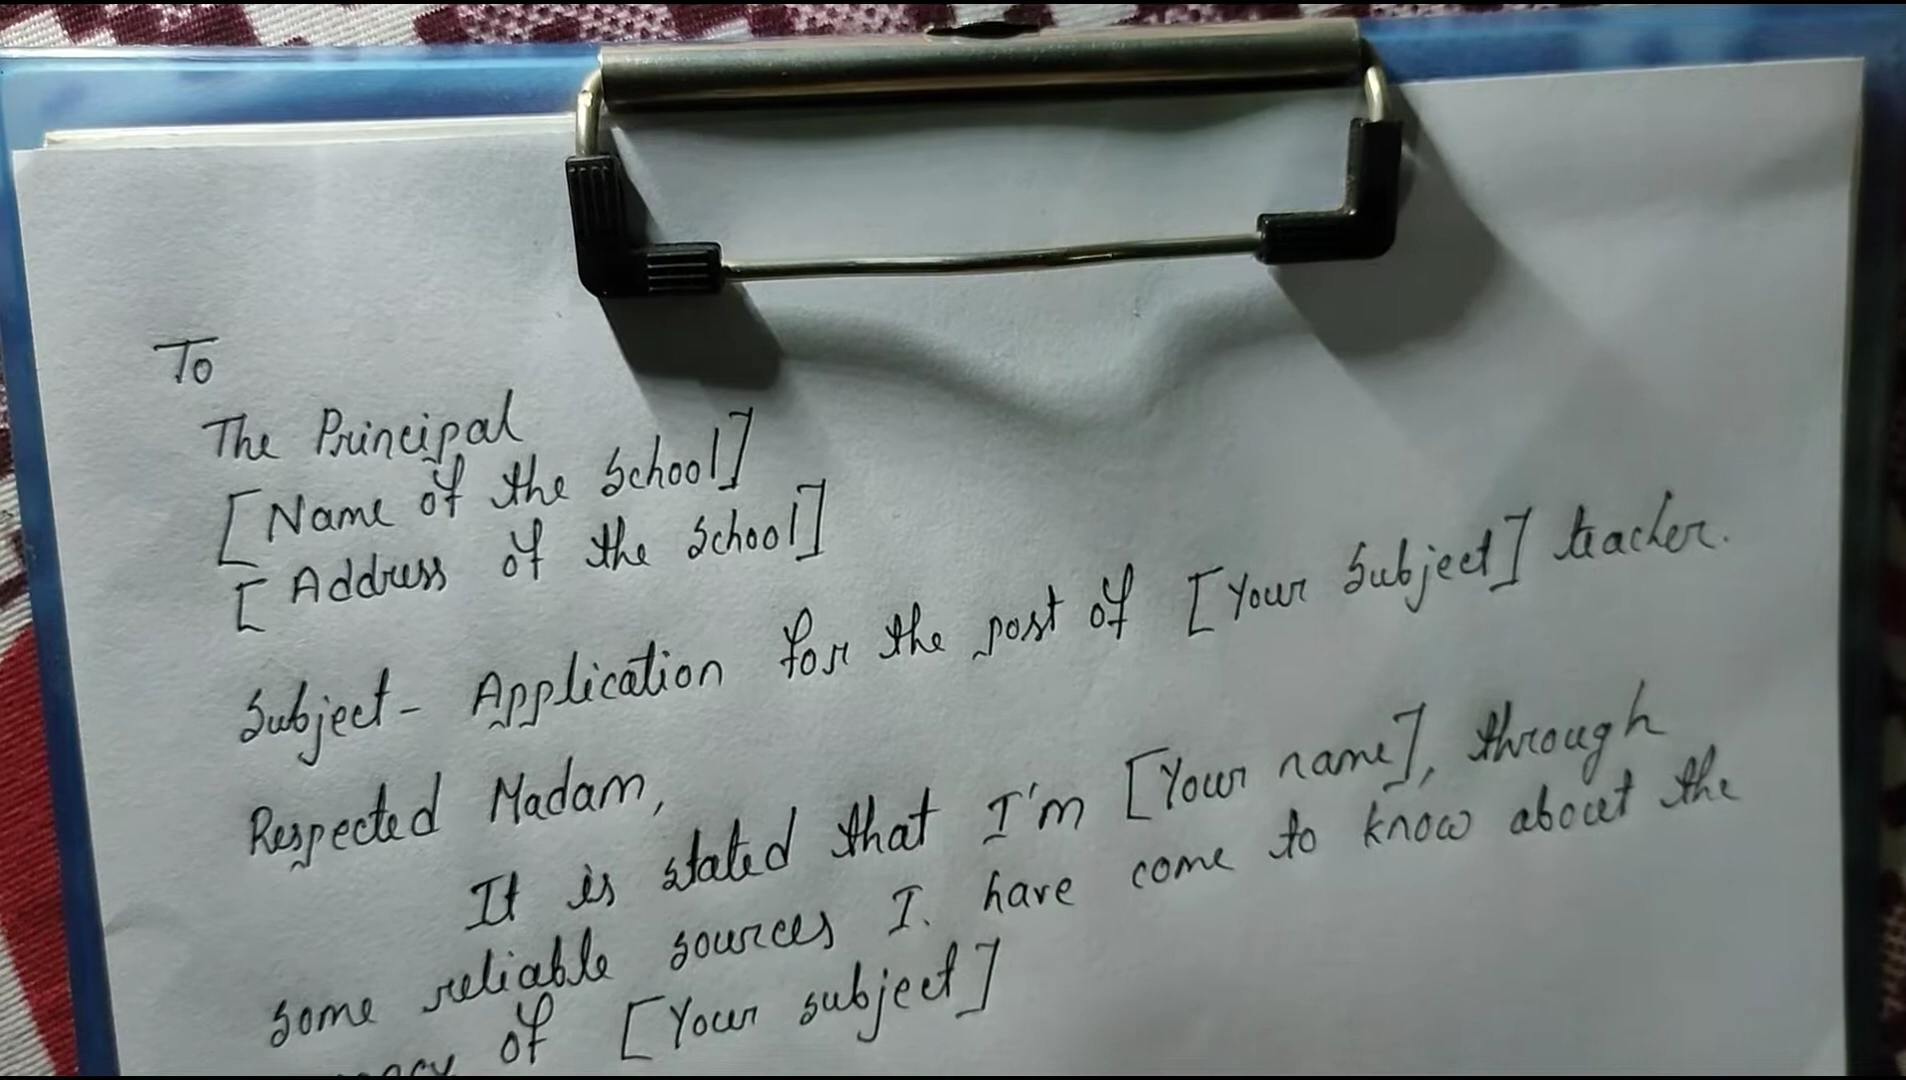 To
The Principal
[Name of the School]
[Address of the School]
Subject- Application for the post of [Your Subject] teacher.
Respected Madam,
It is stated that I'm [Your name], through
some reliable sources I have come to know about the
of [Your subject]